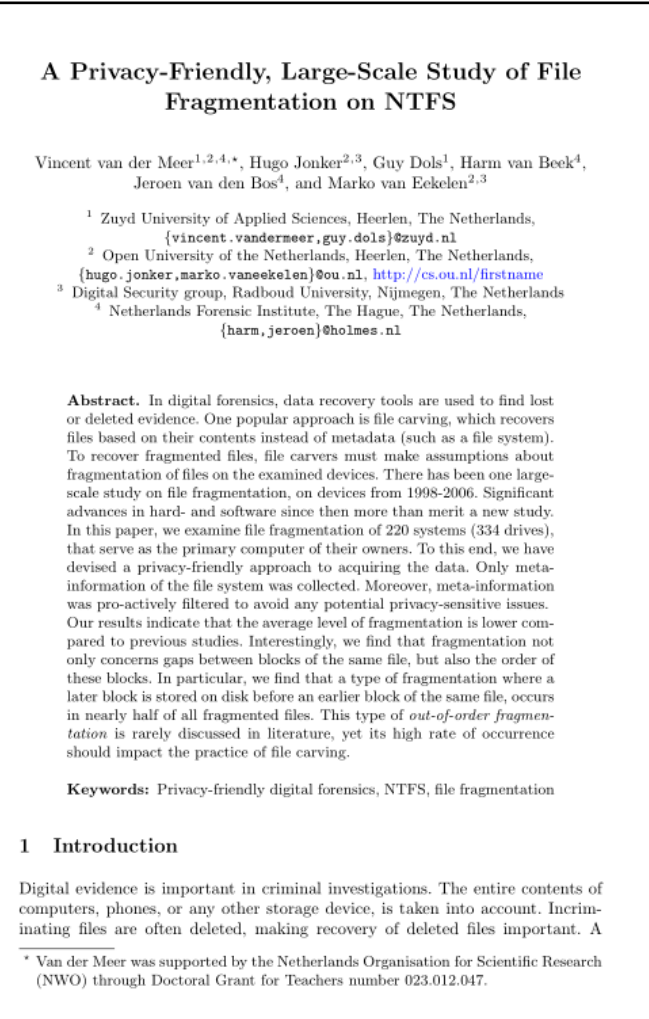 A Privacy-Friendly, Large-Scale Study of File
Fragmentation on NTFS
Vincent van der Meer1,2,4,⋆, Hugo Jonker2,3, Guy Dols1, Harm van Beek4,
Jeroen van den Bos4, and Marko van Eekelen2,3
1 Zuyd University of Applied Sciences, Heerlen, The Netherlands,
{vincent.vandermeer,guy.dols}@zuyd.nl
2 Open University of the Netherlands, Heerlen, The Netherlands,
{hugo.jonker,marko.vaneekelen}@ou.nl, http://cs.ou.nl/firstname
3 Digital Security group, Radboud University, Nijmegen, The Netherlands
4 Netherlands Forensic Institute, The Hague, The Netherlands,
{harm,jeroen}@holmes.nl
Abstract. In digital forensics, data recovery tools are used to find lost
or deleted evidence. One popular approach is file carving, which recovers
files based on their contents instead of metadata (such as a file system).
To recover fragmented files, file carvers must make assumptions about
fragmentation of files on the examined devices. There has been one large-
scale study on file fragmentation, on devices from 1998-2006. Significant
advances in hard- and software since then more than merit a new study.
In this paper, we examine file fragmentation of 220 systems (334 drives),
that serve as the primary computer of their owners. To this end, we have
devised a privacy-friendly approach to acquiring the data. Only meta-
information of the file system was collected. Moreover, meta-information
was pro-actively filtered to avoid any potential privacy-sensitive issues.
Our results indicate that the average level of fragmentation is lower com-
pared to previous studies. Interestingly, we find that fragmentation not
only concerns gaps between blocks of the same file, but also the order of
these blocks. In particular, we find that a type of fragmentation where a
later block is stored on disk before an earlier block of the same file, occurs
in nearly half of all fragmented files. This type of out-of-order fragmen-
tation is rarely discussed in literature, yet its high rate of occurrence
should impact the practice of file carving.
Keywords: Privacy-friendly digital forensics, NTFS, file fragmentation
1 Introduction
Digital evidence is important in criminal investigations. The entire contents of
computers, phones, or any other storage device, is taken into account. Incrim-
inating files are often deleted, making recovery of deleted files important. A
⋆ Van der Meer was supported by the Netherlands Organisation for Scientific Research
(NWO) through Doctoral Grant for Teachers number 023.012.047.